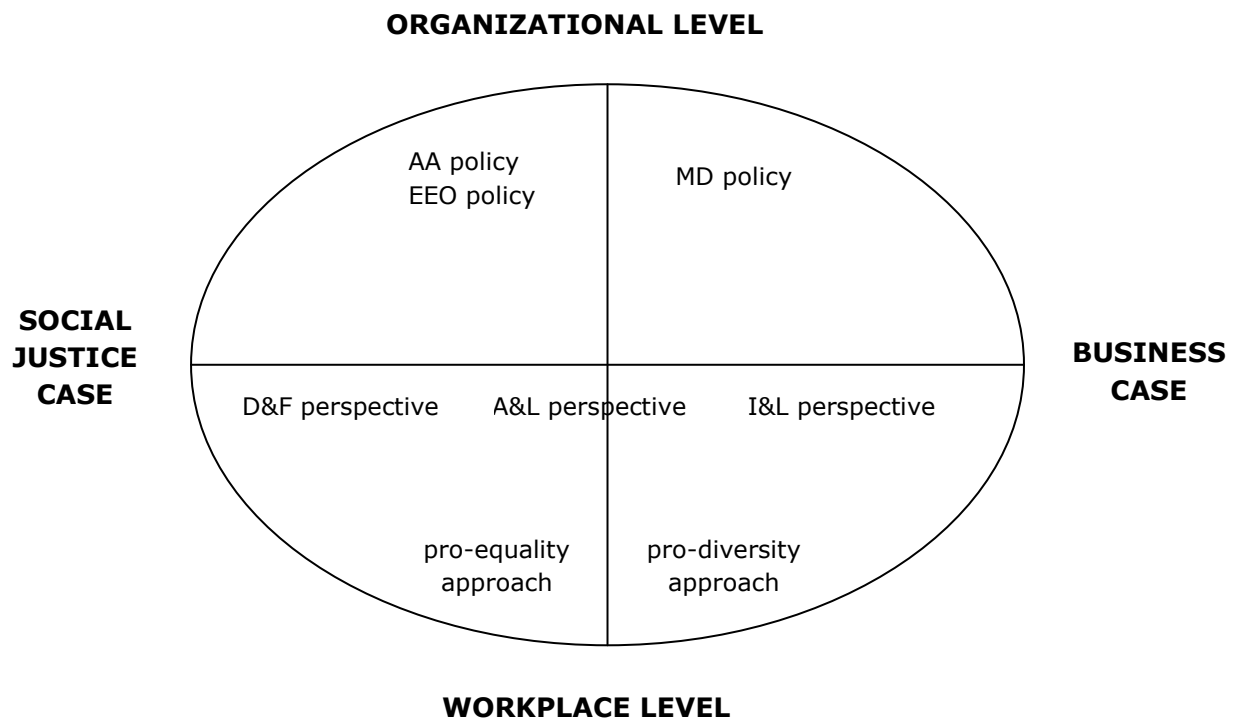 ORGANIZATIONAL LEVEL
AA policy
EEO policy
MD policy
SOCIAL
JUSTICE
CASE
BUSINESS
CASE
D&F perspective
A&L perspective
I&L perspective
pro-equality
approach
pro-diversity
approach
WORKPLACE LEVEL